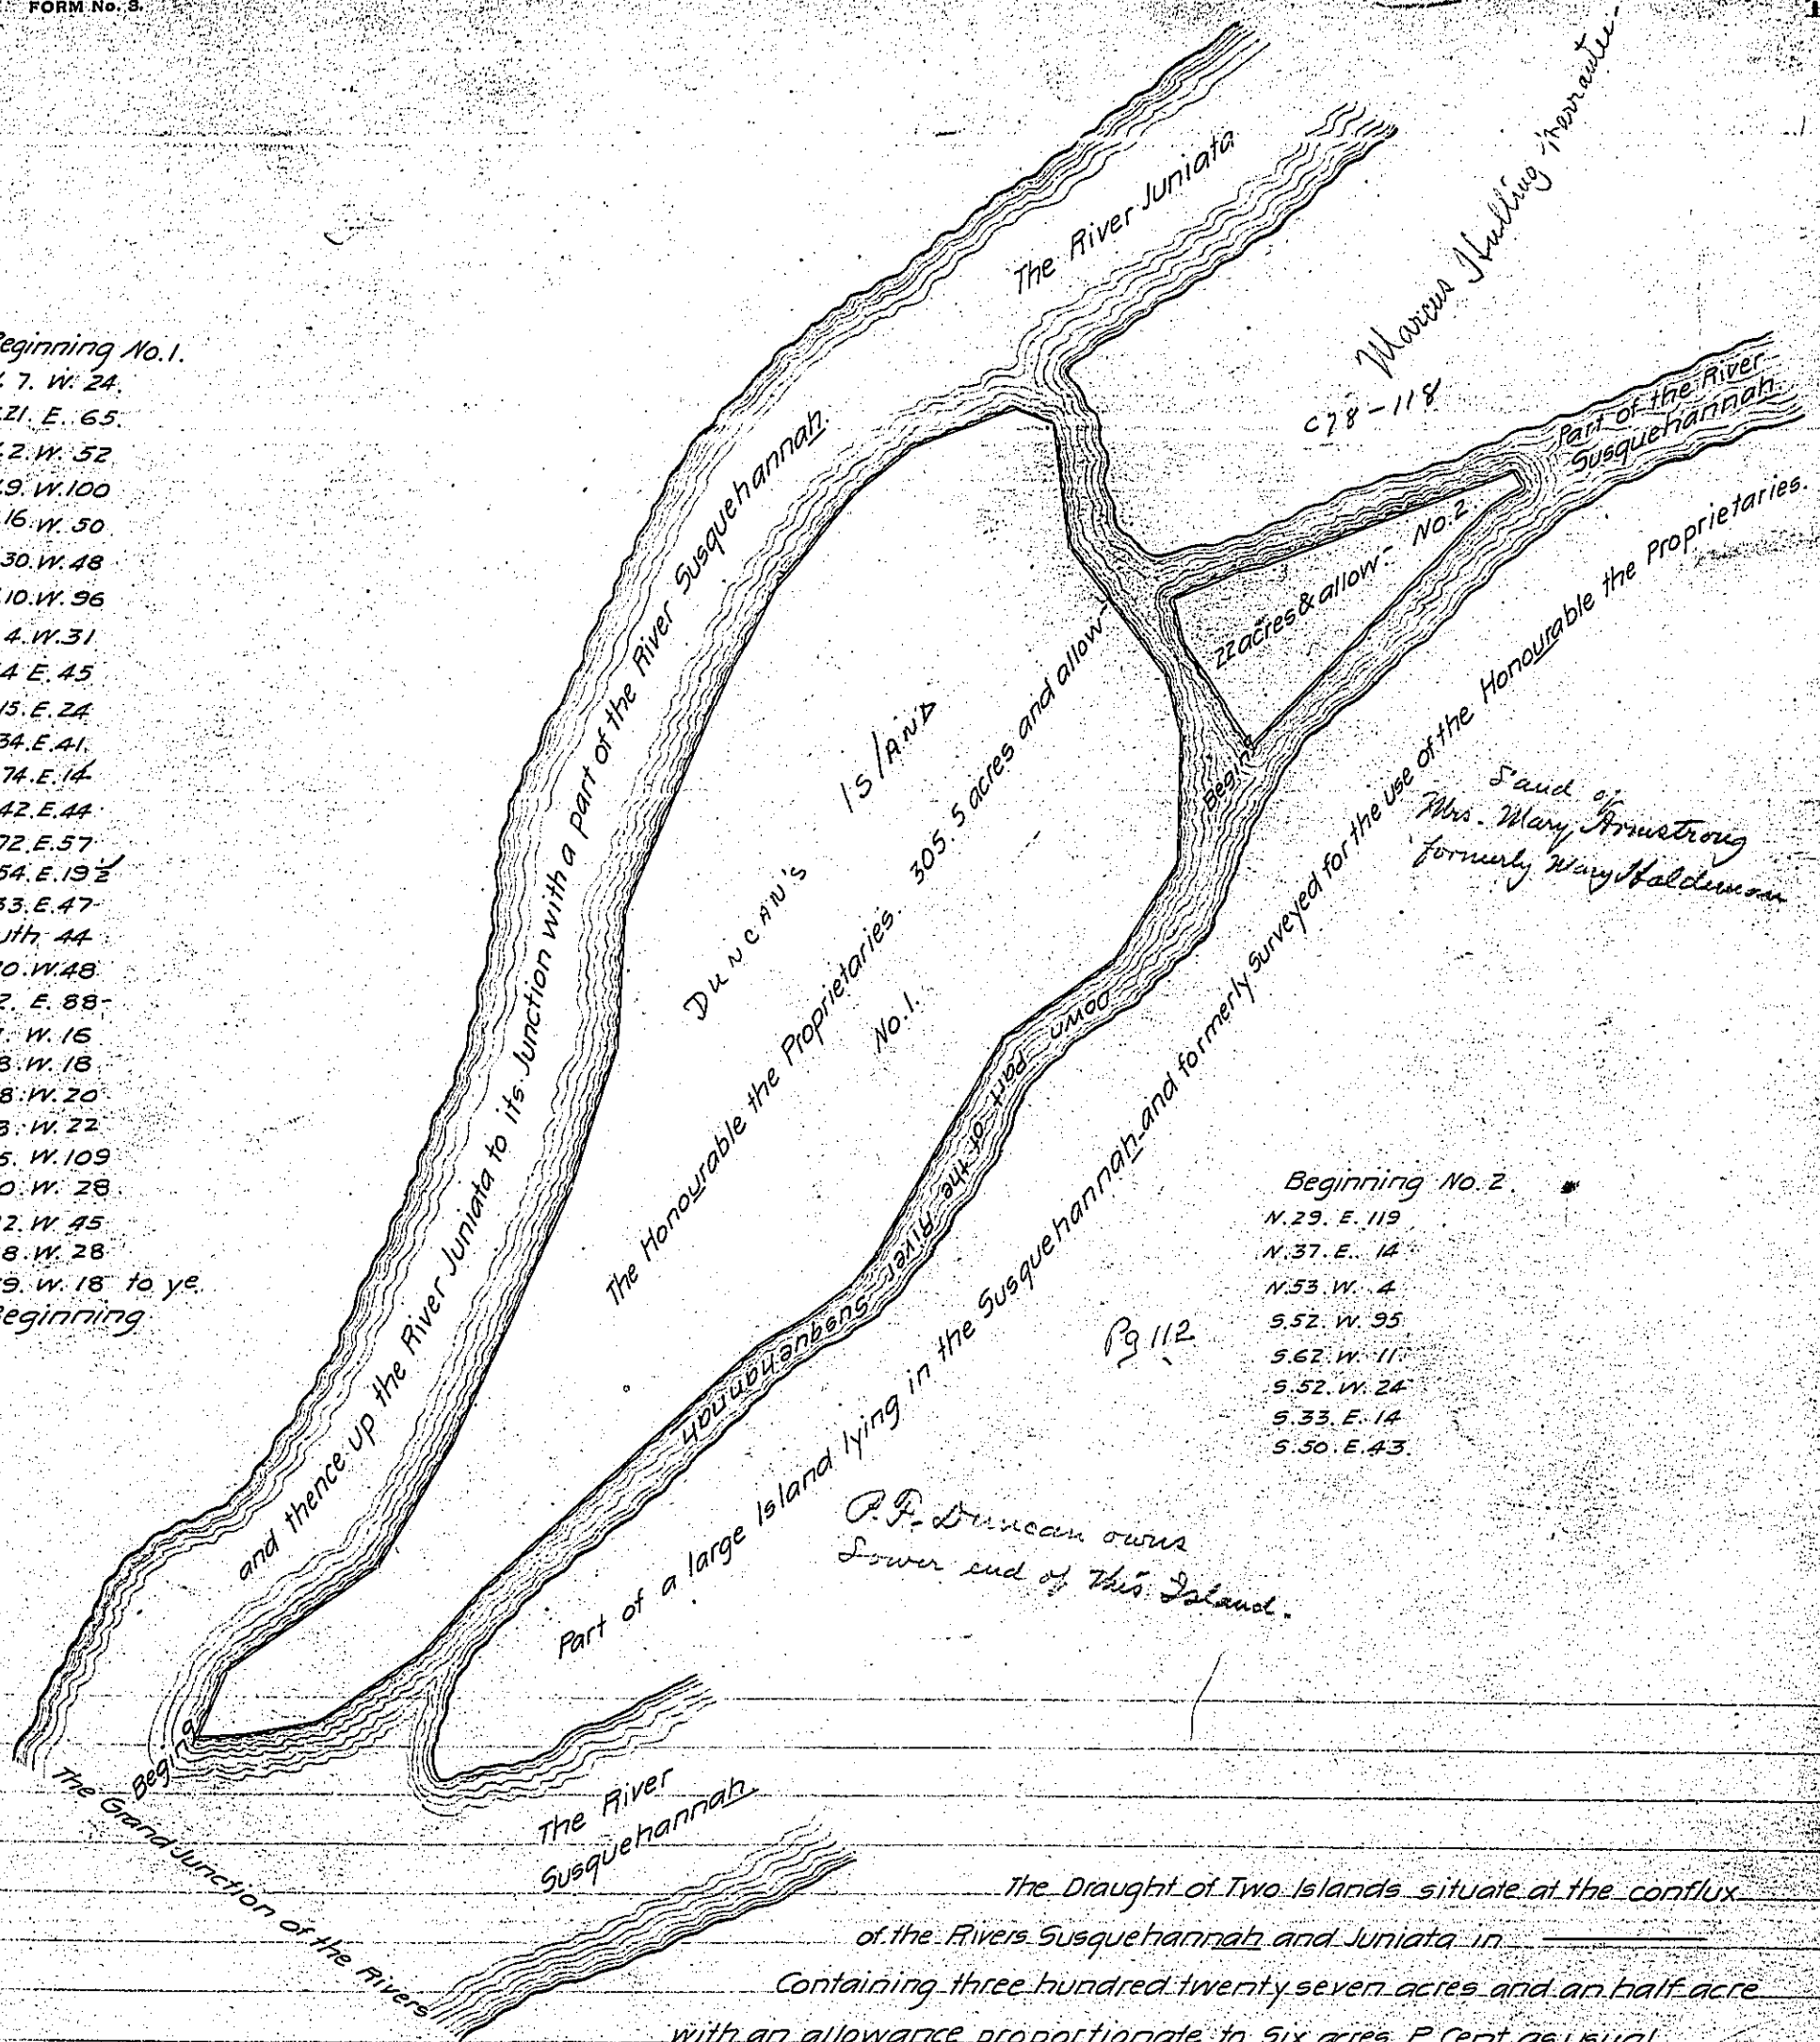 FORM No. 3.
Beginning No.1.
7. W. 24.
21. E. 65.
2. W. 52
9. W. 100
16. W. 50
30. W. 48
10. W. 96
4. W. 31
4 E. 45
15. E. 24
34. E. 41.
74. E. 14
42. E. 44
72. E. 57
54. E. 19 1/2
33. E. 47
uth 44
0. W. 48
2. E. 88
W. 16
8. W. 18
8. W. 20
3. W. 22
5. W. 109
0 W. 28
2. W. 45
8. W. 28
9. W. 18 to ye
Beginning
The River Juniata
Marcus Hulling Warrantee
C78-118
Part of the River
Susquehannah
22 acres & allow- No.2.
Begin g
and thence up the River Juniata to its Junction with a part of the River Susquehannah.
DUNCAN'S ISLAND
The Honourable the Proprietaries. 305.5 acres and allow-
No.1.
Down Part of the River Susquehannah
Part of a large Island lying in the Susquehannah and formerly Surveyed for the use of the Honourable the Proprietaries.
Land of
Mrs. Mary Armstrong
formerly Mary Haldeman
Beginning No. 2.
N. 29. E. 119
N. 37. E. 14
N. 53 W. 4
S. 52. W. 95
S. 62. W. 11
S. 52. W. 24
S. 33. E. 14
S. 50. E. 43.
Pg 112
P.F. Duncan owns
Lower end of This Island.
Begin g
The Grand Junction of the Rivers
The River
Susquehannah
The Draught of Two Islands situate at the conflux
of the Rivers Susquehannah and Juniata in
Containing three hundred twenty seven acres and an half acre
with an allowance proportionate to Six acres P Cent as usual